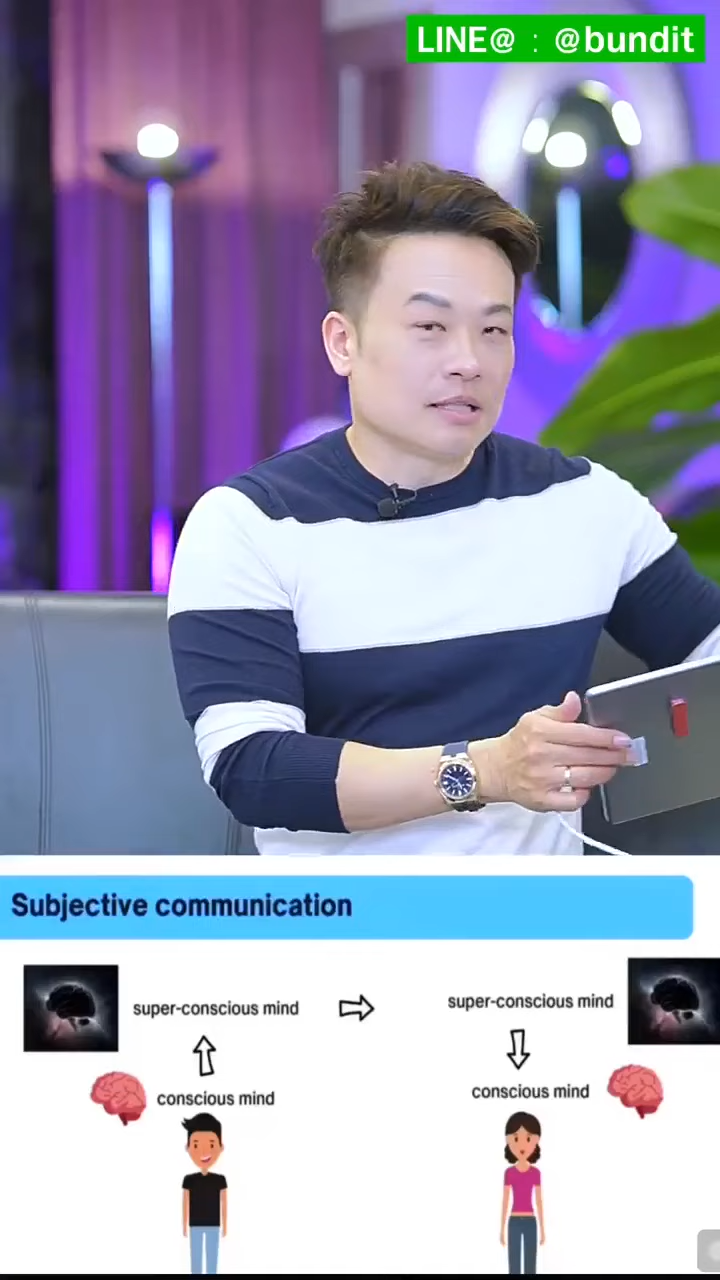 LINE@ : @bundit
Subjective communication
super-conscious mind
super-conscious mind
conscious mind
conscious mind